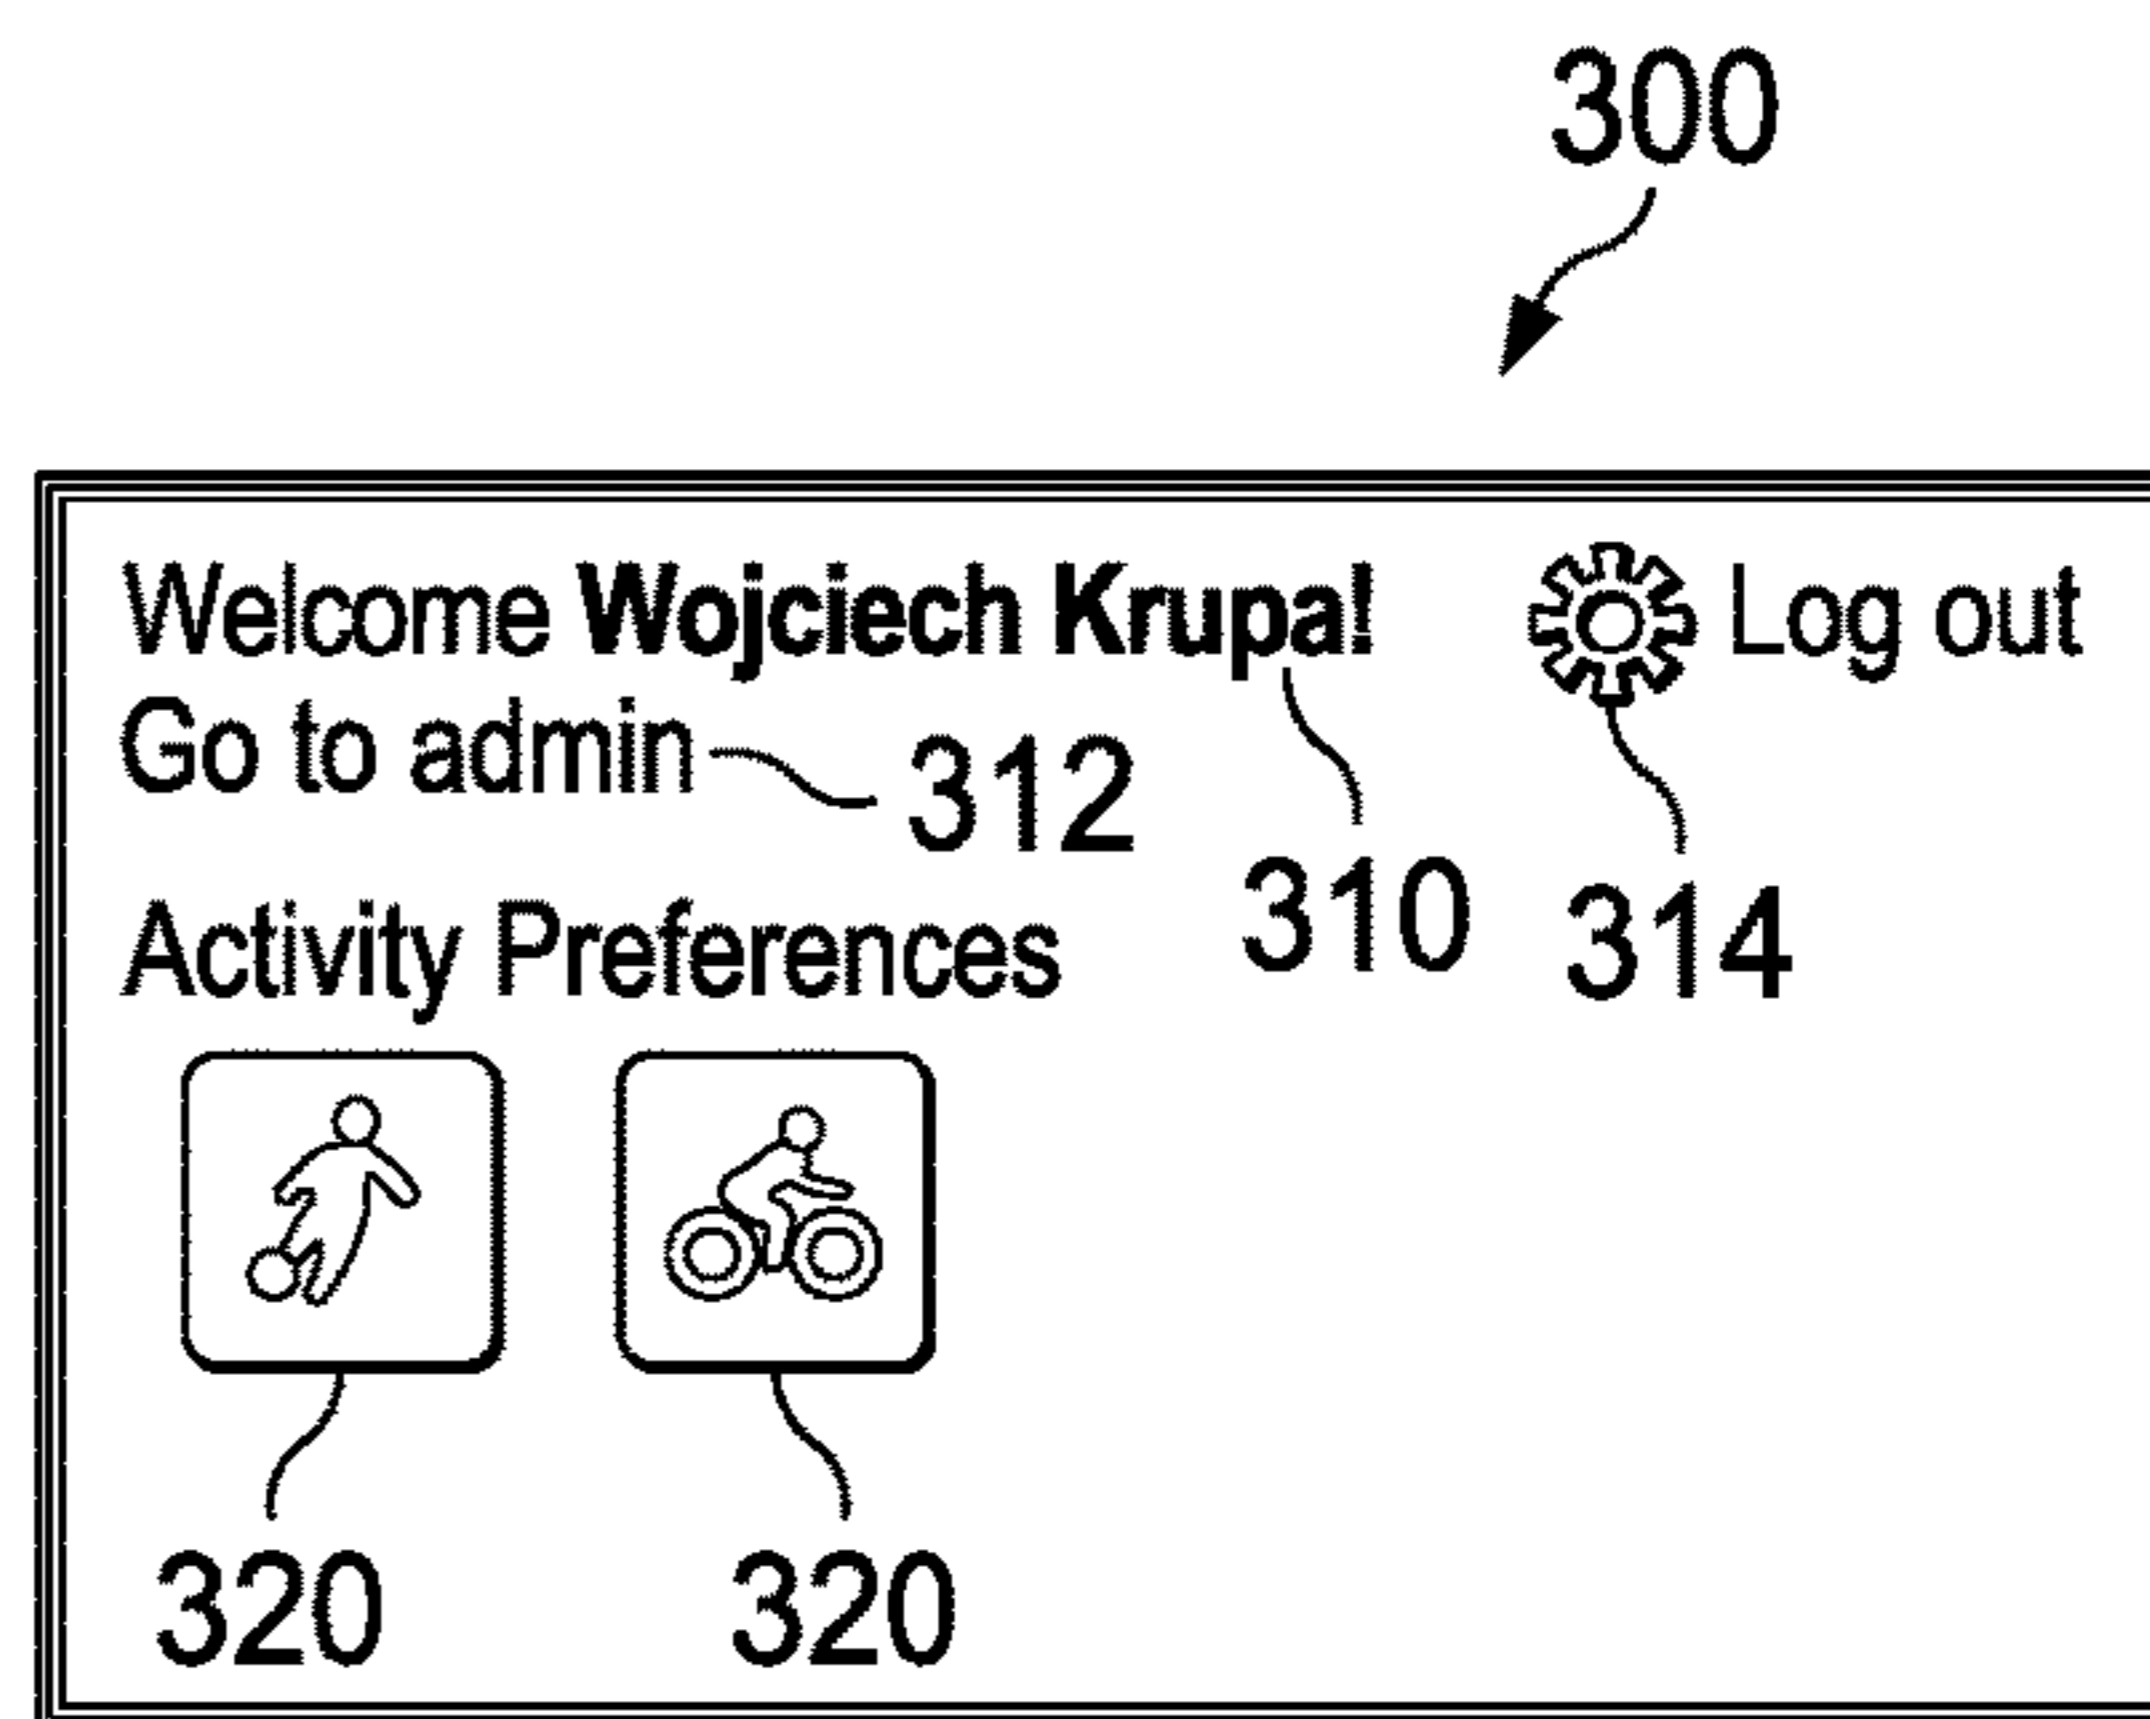 300
Welcome Wojciech Krupa! Log out
Go to admin 312
310 314
Activity Preferences
320 320